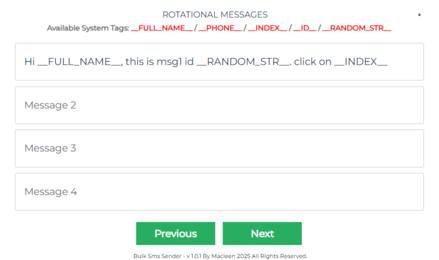 ROTATIONAL MESSAGES
Available System Tags: __FULL_NAME__ / __PHONE__ / __INDEX__ / __ID__ / __RANDOM_STR__
Hi __FULL_NAME__, this is msg1 id __RANDOM_STR__. click on __INDEX__
Message 2
Message 3
Message 4
Previous Next
Bulk Sms Sender - v 1.0.1 By Macleen 2025 All Rights Reserved.